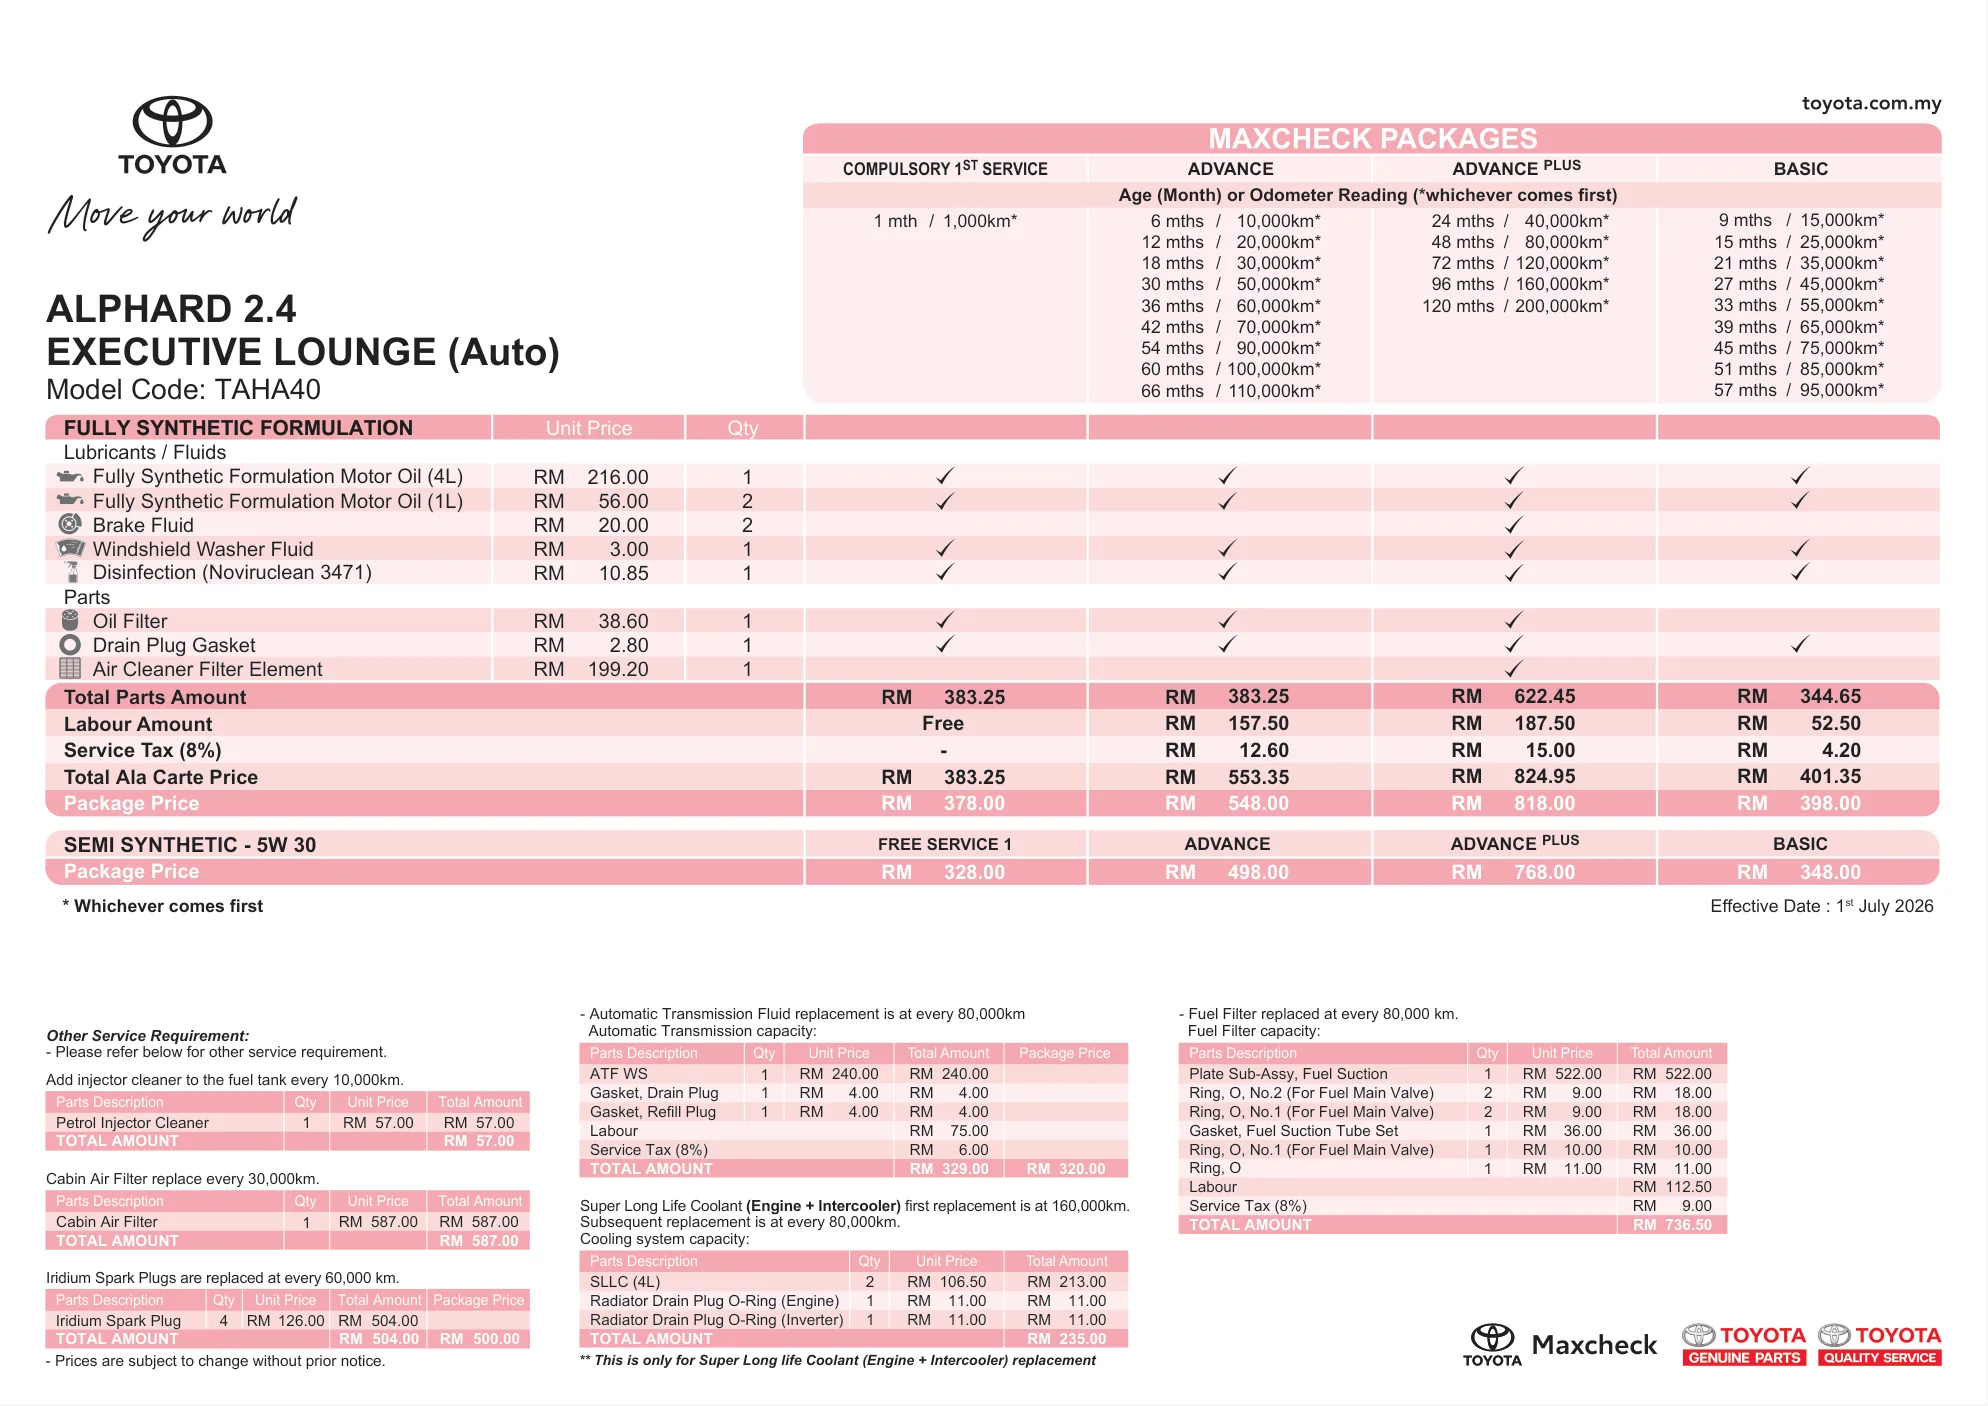 TOYOTA
Move your world
toyota.com.my
ALPHARD 2.4
EXECUTIVE LOUNGE (Auto)
Model Code: TAHA40
MAXCHECK PACKAGES
COMPULSORY 1ST SERVICE ADVANCE ADVANCE PLUS BASIC
Age (Month) or Odometer Reading (*whichever comes first)
1 mth / 1,000km* 6 mths / 10,000km* 24 mths / 40,000km* 9 mths / 15,000km*
12 mths / 20,000km* 48 mths / 80,000km* 15 mths / 25,000km*
18 mths / 30,000km* 72 mths / 120,000km* 21 mths / 35,000km*
30 mths / 50,000km* 96 mths / 160,000km* 27 mths / 45,000km*
36 mths / 60,000km* 120 mths / 200,000km* 33 mths / 55,000km*
42 mths / 70,000km* 39 mths / 65,000km*
54 mths / 90,000km* 45 mths / 75,000km*
60 mths / 100,000km* 51 mths / 85,000km*
66 mths / 110,000km* 57 mths / 95,000km*
FULLY SYNTHETIC FORMULATION Unit Price Qty
Lubricants / Fluids
Fully Synthetic Formulation Motor Oil (4L) RM 216.00 1 ✓ ✓ ✓ ✓
Fully Synthetic Formulation Motor Oil (1L) RM 56.00 2 ✓ ✓ ✓ ✓
Brake Fluid RM 20.00 2 ✓
Windshield Washer Fluid RM 3.00 1 ✓ ✓ ✓ ✓
Disinfection (Noviruclean 3471) RM 10.85 1 ✓ ✓ ✓ ✓
Parts
Oil Filter RM 38.60 1 ✓ ✓ ✓
Drain Plug Gasket RM 2.80 1 ✓ ✓ ✓ ✓
Air Cleaner Filter Element RM 199.20 1 ✓
Total Parts Amount RM 383.25 RM 383.25 RM 622.45 RM 344.65
Labour Amount Free RM 157.50 RM 187.50 RM 52.50
Service Tax (8%) - RM 12.60 RM 15.00 RM 4.20
Total Ala Carte Price RM 383.25 RM 553.35 RM 824.95 RM 401.35
Package Price RM 378.00 RM 548.00 RM 818.00 RM 398.00
SEMI SYNTHETIC - 5W 30 FREE SERVICE 1 ADVANCE ADVANCE PLUS BASIC
Package Price RM 328.00 RM 498.00 RM 768.00 RM 348.00
* Whichever comes first
Effective Date : 1st July 2026
Other Service Requirement:
- Please refer below for other service requirement.
Add injector cleaner to the fuel tank every 10,000km.
Parts Description Qty Unit Price Total Amount
Petrol Injector Cleaner 1 RM 57.00 RM 57.00
TOTAL AMOUNT RM 57.00
Cabin Air Filter replace every 30,000km.
Parts Description Qty Unit Price Total Amount
Cabin Air Filter 1 RM 587.00 RM 587.00
TOTAL AMOUNT RM 587.00
Iridium Spark Plugs are replaced at every 60,000 km.
Parts Description Qty Unit Price Total Amount Package Price
Iridium Spark Plug 4 RM 126.00 RM 504.00
TOTAL AMOUNT RM 504.00 RM 500.00
- Prices are subject to change without prior notice.
- Automatic Transmission Fluid replacement is at every 80,000km
Automatic Transmission capacity:
Parts Description Qty Unit Price Total Amount Package Price
ATF WS 1 RM 240.00 RM 240.00
Gasket, Drain Plug 1 RM 4.00 RM 4.00
Gasket, Refill Plug 1 RM 4.00 RM 4.00
Labour RM 75.00
Service Tax (8%) RM 6.00
TOTAL AMOUNT RM 329.00 RM 320.00
Super Long Life Coolant (Engine + Intercooler) first replacement is at 160,000km.
Subsequent replacement is at every 80,000km.
Cooling system capacity:
Parts Description Qty Unit Price Total Amount
SLLC (4L) 2 RM 106.50 RM 213.00
Radiator Drain Plug O-Ring (Engine) 1 RM 11.00 RM 11.00
Radiator Drain Plug O-Ring (Inverter) 1 RM 11.00 RM 11.00
TOTAL AMOUNT RM 235.00
** This is only for Super Long life Coolant (Engine + Intercooler) replacement
- Fuel Filter replaced at every 80,000 km.
Fuel Filter capacity:
Parts Description Qty Unit Price Total Amount
Plate Sub-Assy, Fuel Suction 1 RM 522.00 RM 522.00
Ring, O, No.2 (For Fuel Main Valve) 2 RM 9.00 RM 18.00
Ring, O, No.1 (For Fuel Main Valve) 2 RM 9.00 RM 18.00
Gasket, Fuel Suction Tube Set 1 RM 36.00 RM 36.00
Ring, O, No.1 (For Fuel Main Valve) 1 RM 10.00 RM 10.00
Ring, O 1 RM 11.00 RM 11.00
Labour RM 112.50
Service Tax (8%) RM 9.00
TOTAL AMOUNT RM 736.50
TOYOTA Maxcheck
TOYOTA GENUINE PARTS
TOYOTA QUALITY SERVICE